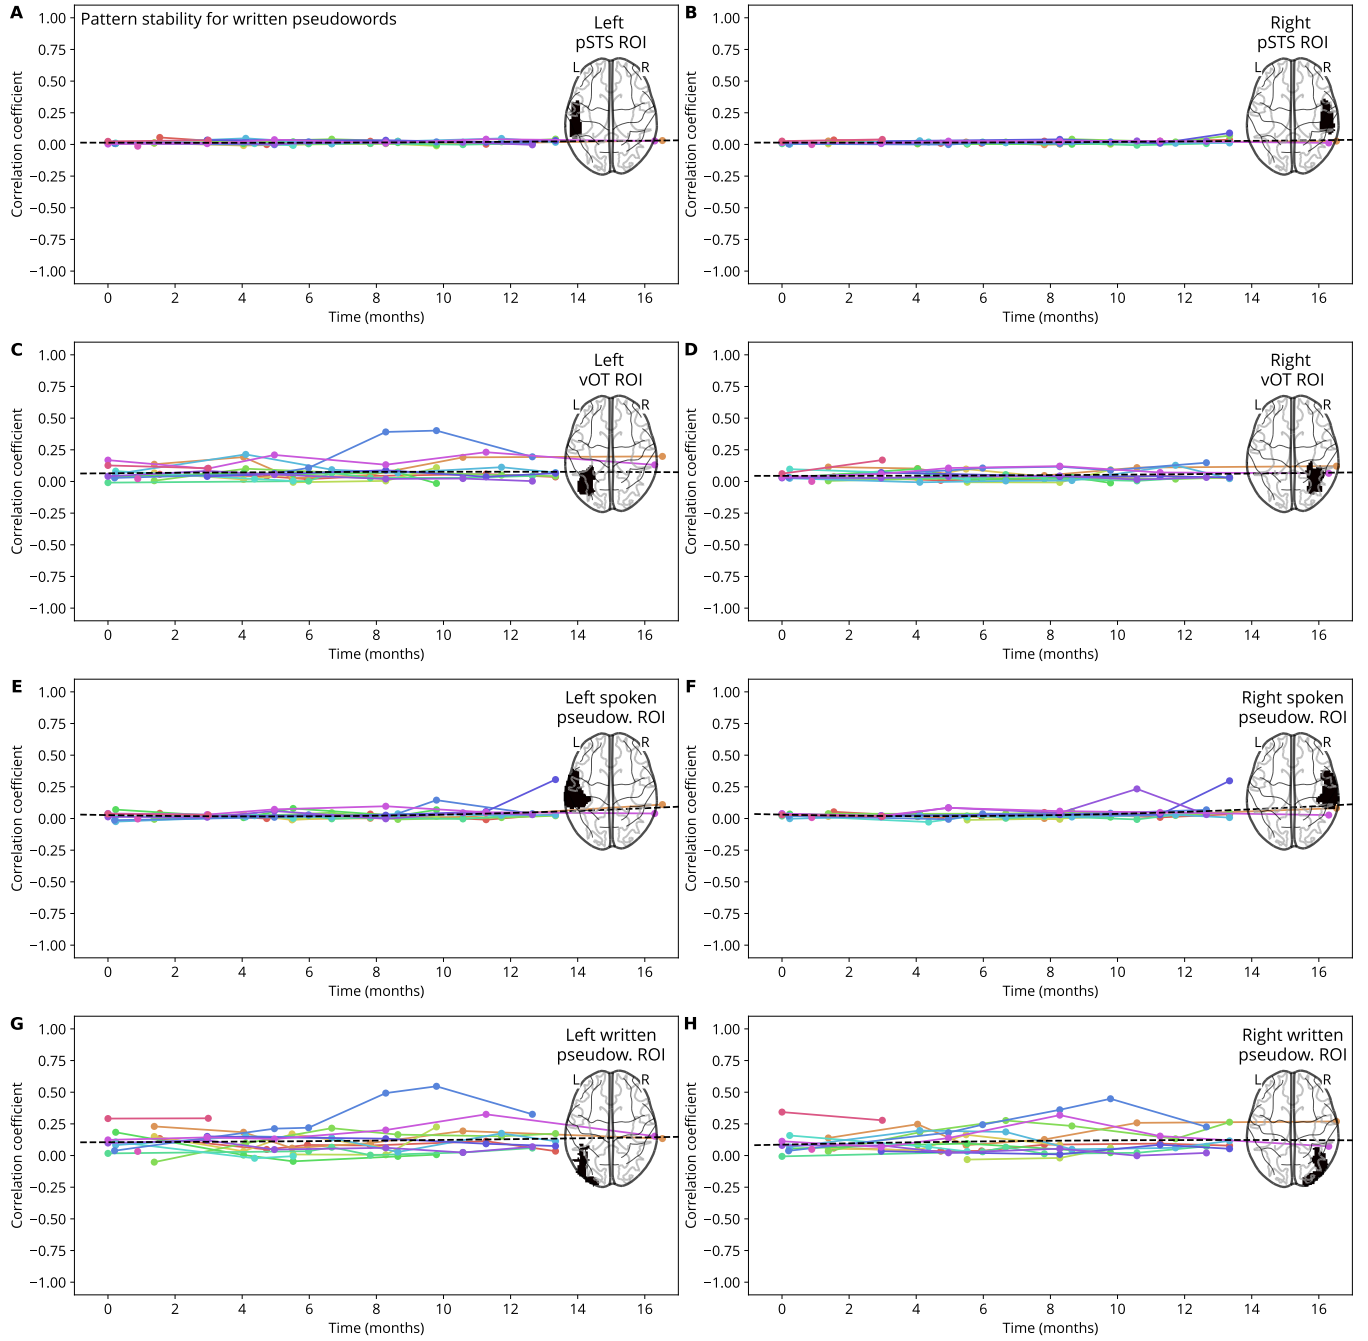 A
Pattern stability for written pseudowords
Left
pSTS ROI
L R
1.00
0.75
0.50
0.25
0.00
−0.25
−0.50
−0.75
−1.00
Correlation coefficient
0 2 4 6 8 10 12 14 16
Time (months)
B
Right
pSTS ROI
L R
1.00
0.75
0.50
0.25
0.00
−0.25
−0.50
−0.75
−1.00
Correlation coefficient
0 2 4 6 8 10 12 14 16
Time (months)
C
Left
vOT ROI
L R
1.00
0.75
0.50
0.25
0.00
−0.25
−0.50
−0.75
−1.00
Correlation coefficient
0 2 4 6 8 10 12 14 16
Time (months)
D
Right
vOT ROI
L R
1.00
0.75
0.50
0.25
0.00
−0.25
−0.50
−0.75
−1.00
Correlation coefficient
0 2 4 6 8 10 12 14 16
Time (months)
E
Left spoken
pseudow. ROI
L R
1.00
0.75
0.50
0.25
0.00
−0.25
−0.50
−0.75
−1.00
Correlation coefficient
0 2 4 6 8 10 12 14 16
Time (months)
F
Right spoken
pseudow. ROI
L R
1.00
0.75
0.50
0.25
0.00
−0.25
−0.50
−0.75
−1.00
Correlation coefficient
0 2 4 6 8 10 12 14 16
Time (months)
G
Left written
pseudow. ROI
L R
1.00
0.75
0.50
0.25
0.00
−0.25
−0.50
−0.75
−1.00
Correlation coefficient
0 2 4 6 8 10 12 14 16
Time (months)
H
Right written
pseudow. ROI
L R
1.00
0.75
0.50
0.25
0.00
−0.25
−0.50
−0.75
−1.00
Correlation coefficient
0 2 4 6 8 10 12 14 16
Time (months)